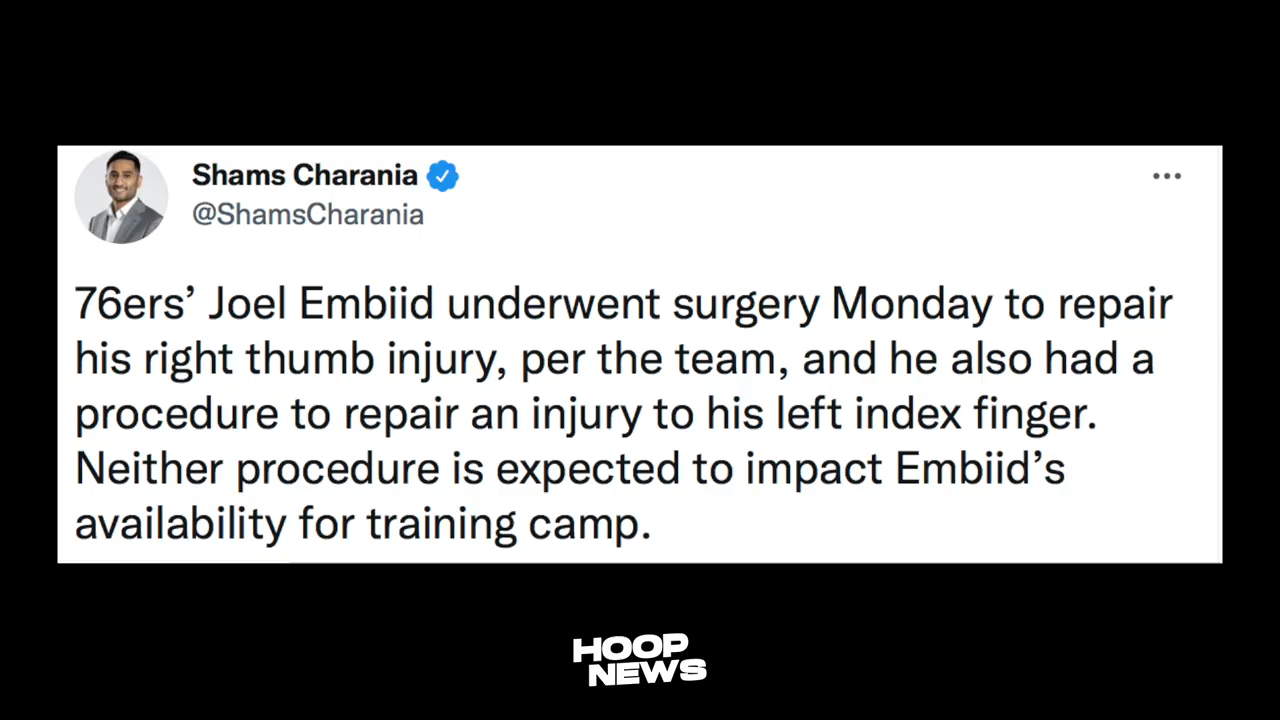 Shams Charania
@ShamsCharania
76ers’ Joel Embiid underwent surgery Monday to repair
his right thumb injury, per the team, and he also had a
procedure to repair an injury to his left index finger.
Neither procedure is expected to impact Embiid’s
availability for training camp.
HOOP
NEWS